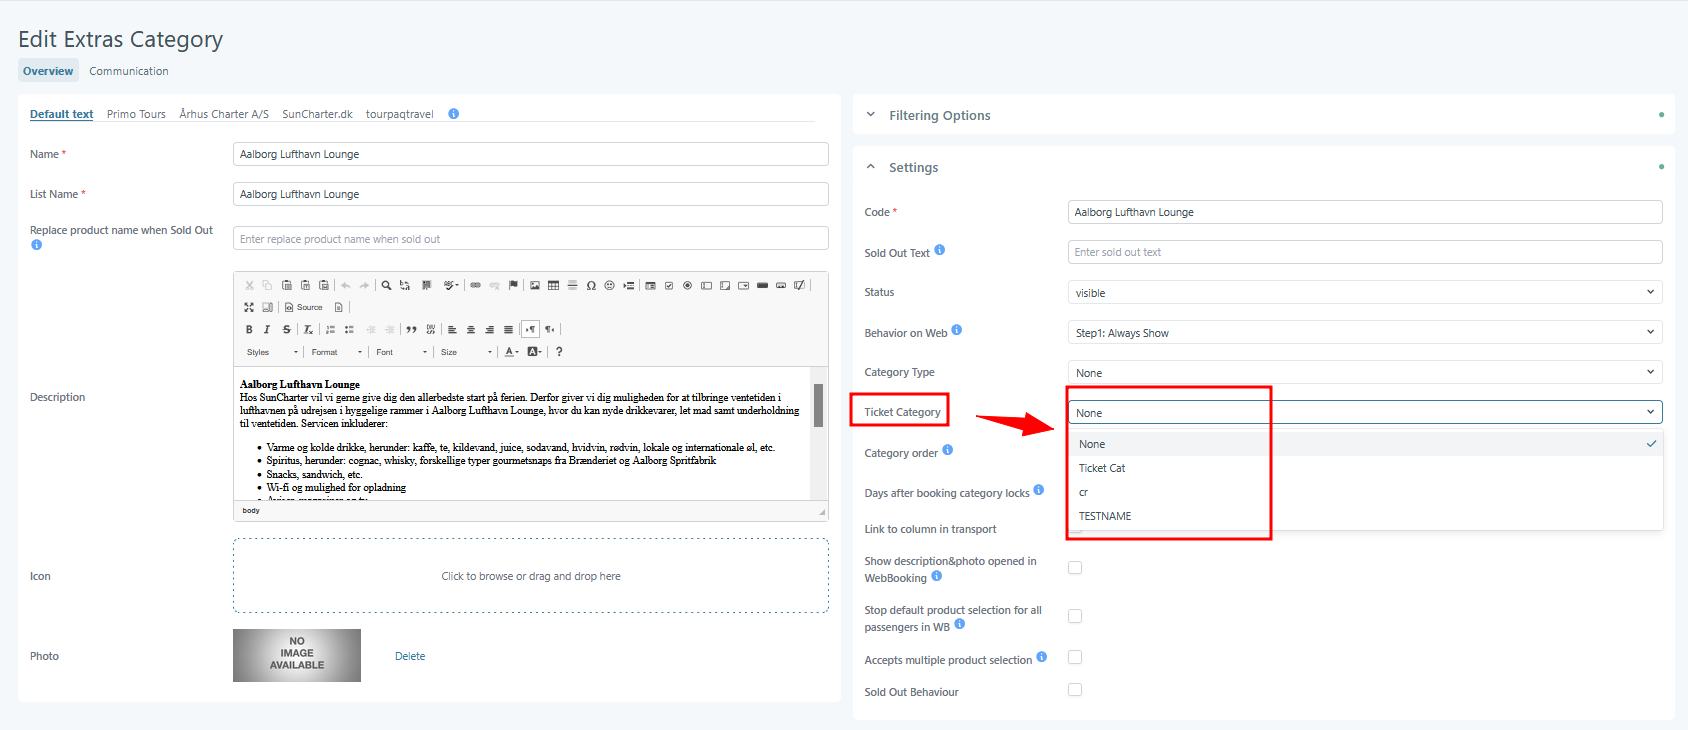 Edit Extras Category
Overview
Communication
Default text
Primo Tours
Århus Charter A/S
SunCharter.dk
tourpaqtravel
Name *
Aalborg Lufthavn Lounge
List Name *
Aalborg Lufthavn Lounge
Replace product name when Sold Out
Enter replace product name when sold out
Source
Styles
Format
Font
Size
Description
Aalborg Lufthavn Lounge
Hos SunCharter vil vi gerne give dig den allerbedste start på ferien. Derfor giver vi dig muligheden for at tilbringe ventetiden i
lufthavnen på udrejsen i hyggelige rammer i Aalborg Lufthavn Lounge, hvor du kan nyde drikkevarer, let mad samt underholdning
til ventetiden. Servicen inkluderer:
Varme og kolde drikke, herunder: kaffe, te, kildevand, juice, sodavand, hvidvin, rødvin, lokale og internationale øl, etc.
Spiritus, herunder: cognac, whisky, forskellige typer gourmetsnaps fra Brænderiet og Aalborg Spritfabrik
Snacks, sandwich, etc.
Wi-fi og mulighed for opladning
body
Icon
Click to browse or drag and drop here
Photo
NO
IMAGE
AVAILABLE
Delete
Filtering Options
Settings
Code *
Aalborg Lufthavn Lounge
Sold Out Text
Enter sold out text
Status
visible
Behavior on Web
Step1: Always Show
Category Type
None
Ticket Category
None
None
Ticket Cat
cr
TESTNAME
Category order
Days after booking category locks
Link to column in transport
Show description&photo opened in
WebBooking
Stop default product selection for all
passengers in WB
Accepts multiple product selection
Sold Out Behaviour